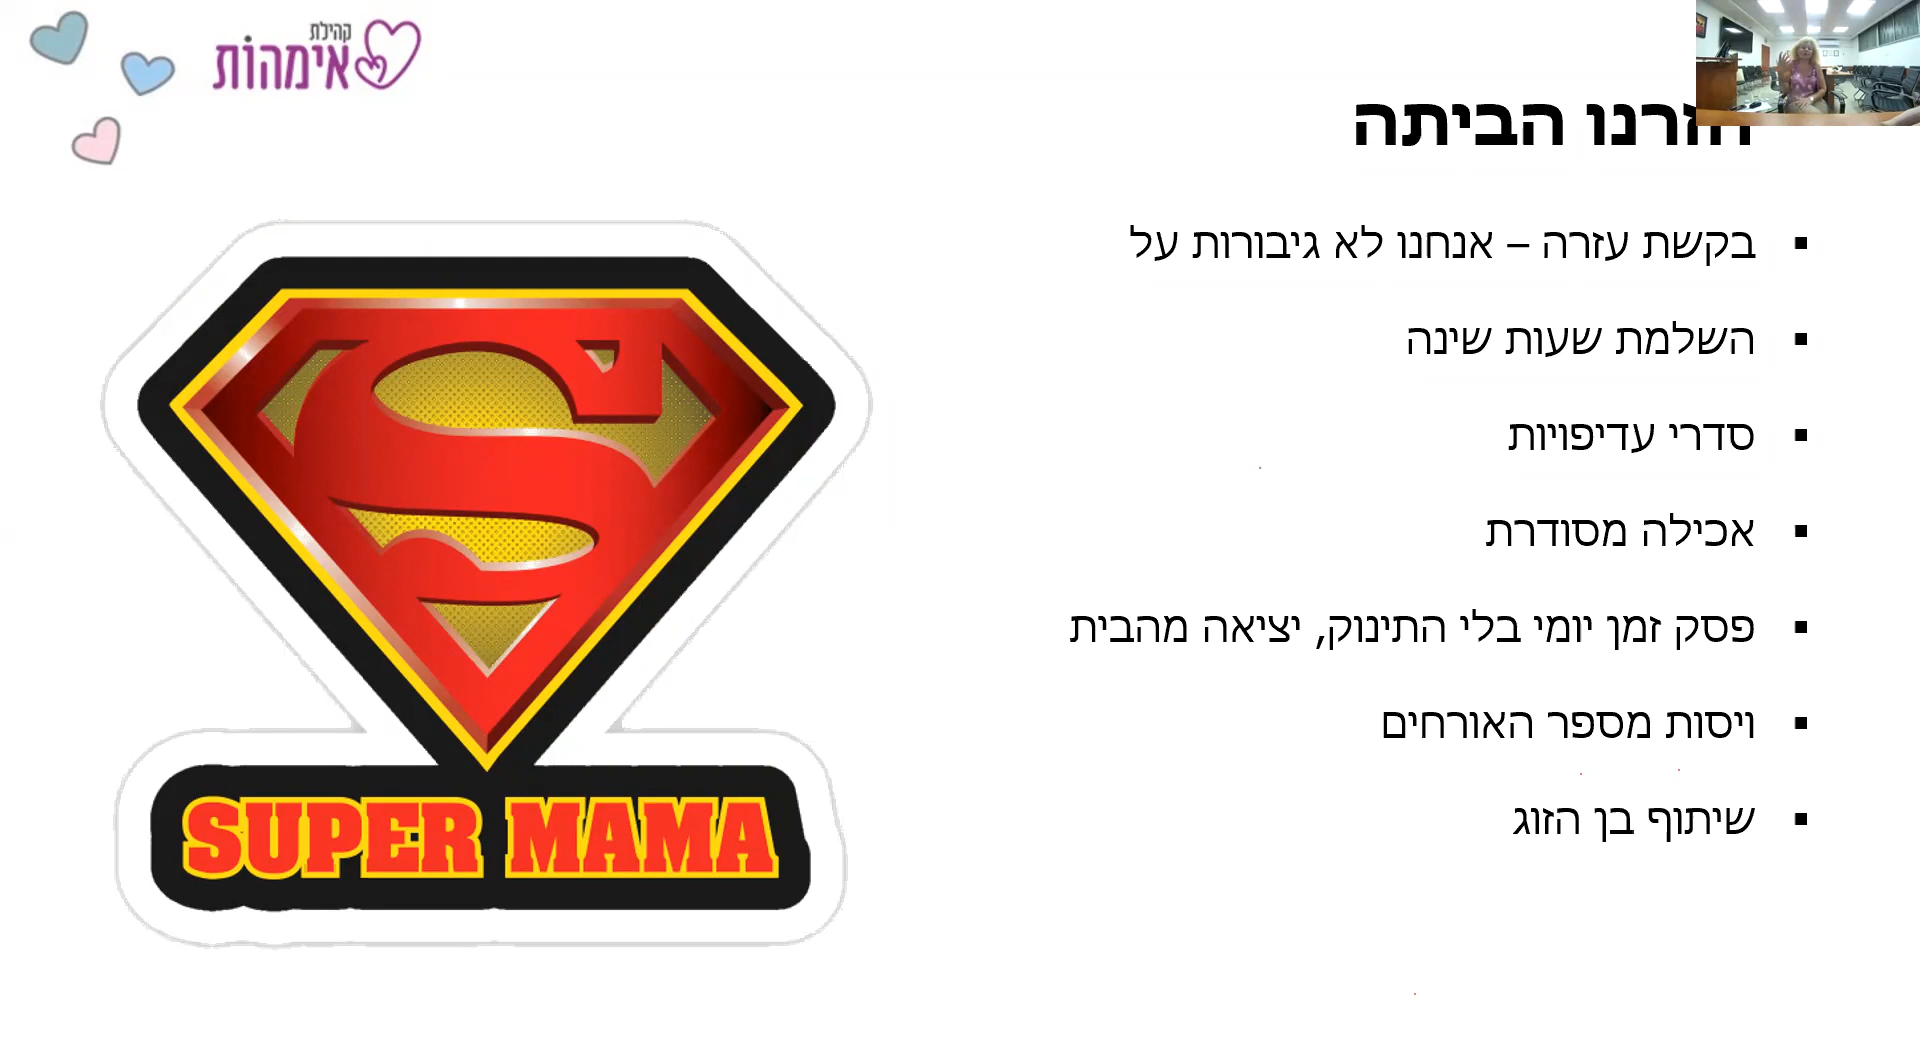 קהילת
אימהות
חזרנו הביתה
בקשת עזרה – אנחנו לא גיבורות על
השלמת שעות שינה
סדרי עדיפויות
אכילה מסודרת
פסק זמן יומי בלי התינוק, יציאה מהבית
ויסות מספר האורחים
שיתוף בן הזוג
S
SUPER MAMA